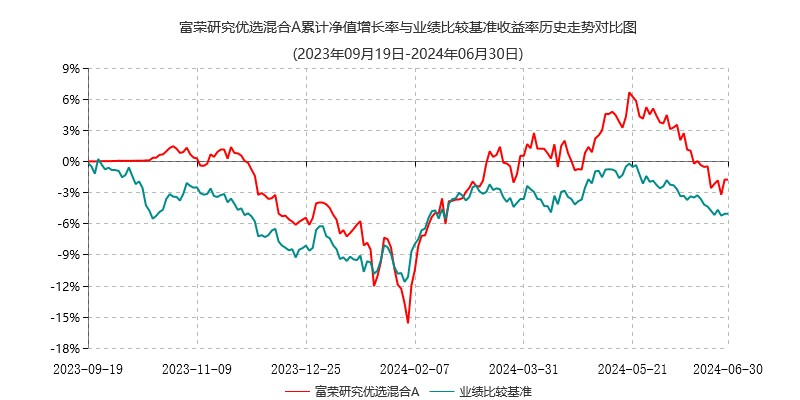 富荣研究优选混合A累计净值增长率与业绩比较基准收益率历史走势对比图
(2023年09月19日-2024年06月30日)
9%
6%
3%
0%
-3%
-6%
-9%
-12%
-15%
-18%
2023-09-19 2023-11-09 2023-12-25 2024-02-07 2024-03-31 2024-05-21 2024-06-30
富荣研究优选混合A 业绩比较基准